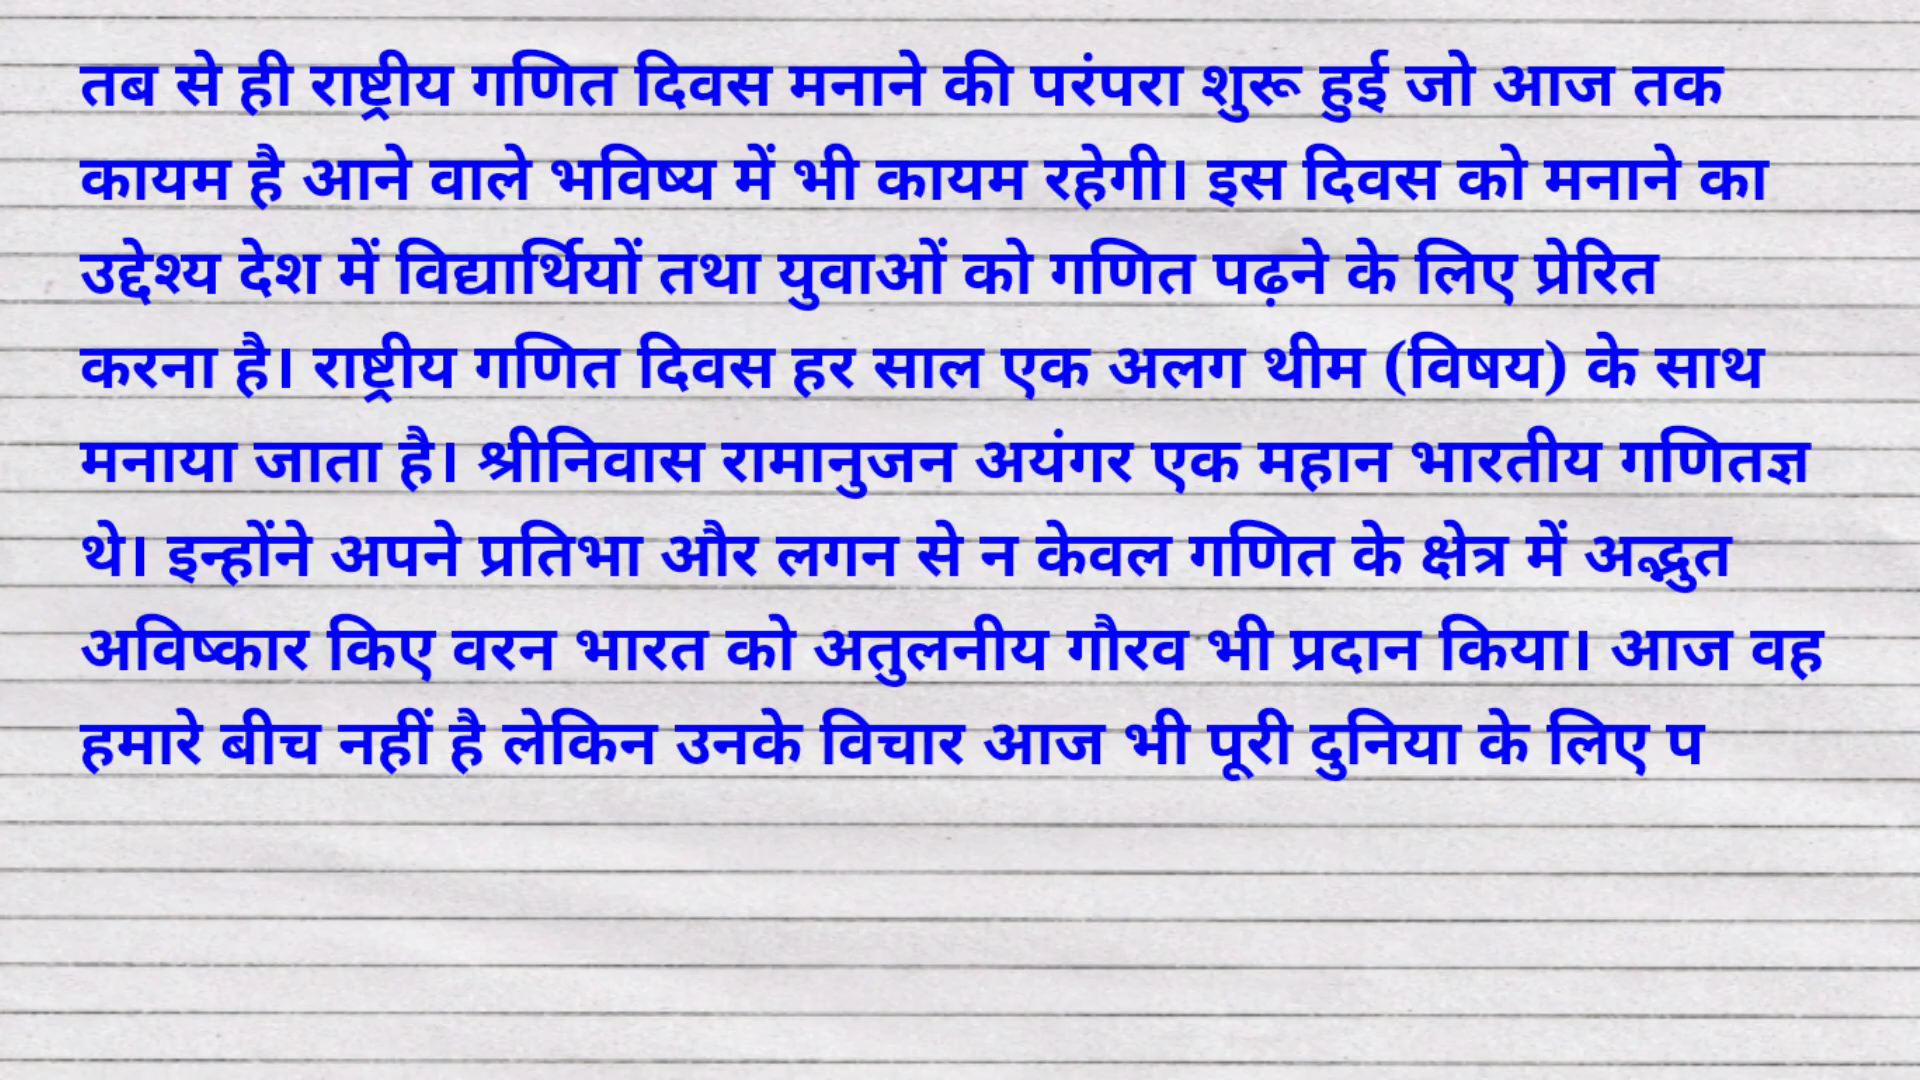 तब से ही राष्ट्रीय गणित दिवस मनाने की परंपरा शुरू हुई जो आज तक
कायम है आने वाले भविष्य में भी कायम रहेगी। इस दिवस को मनाने का
उद्देश्य देश में विद्यार्थियों तथा युवाओं को गणित पढ़ने के लिए प्रेरित
करना है। राष्ट्रीय गणित दिवस हर साल एक अलग थीम (विषय) के साथ
मनाया जाता है। श्रीनिवास रामानुजन अयंगर एक महान भारतीय गणितज्ञ
थे। इन्होंने अपने प्रतिभा और लगन से न केवल गणित के क्षेत्र में अद्भुत
अविष्कार किए वरन भारत को अतुलनीय गौरव भी प्रदान किया। आज वह
हमारे बीच नहीं है लेकिन उनके विचार आज भी पूरी दुनिया के लिए प